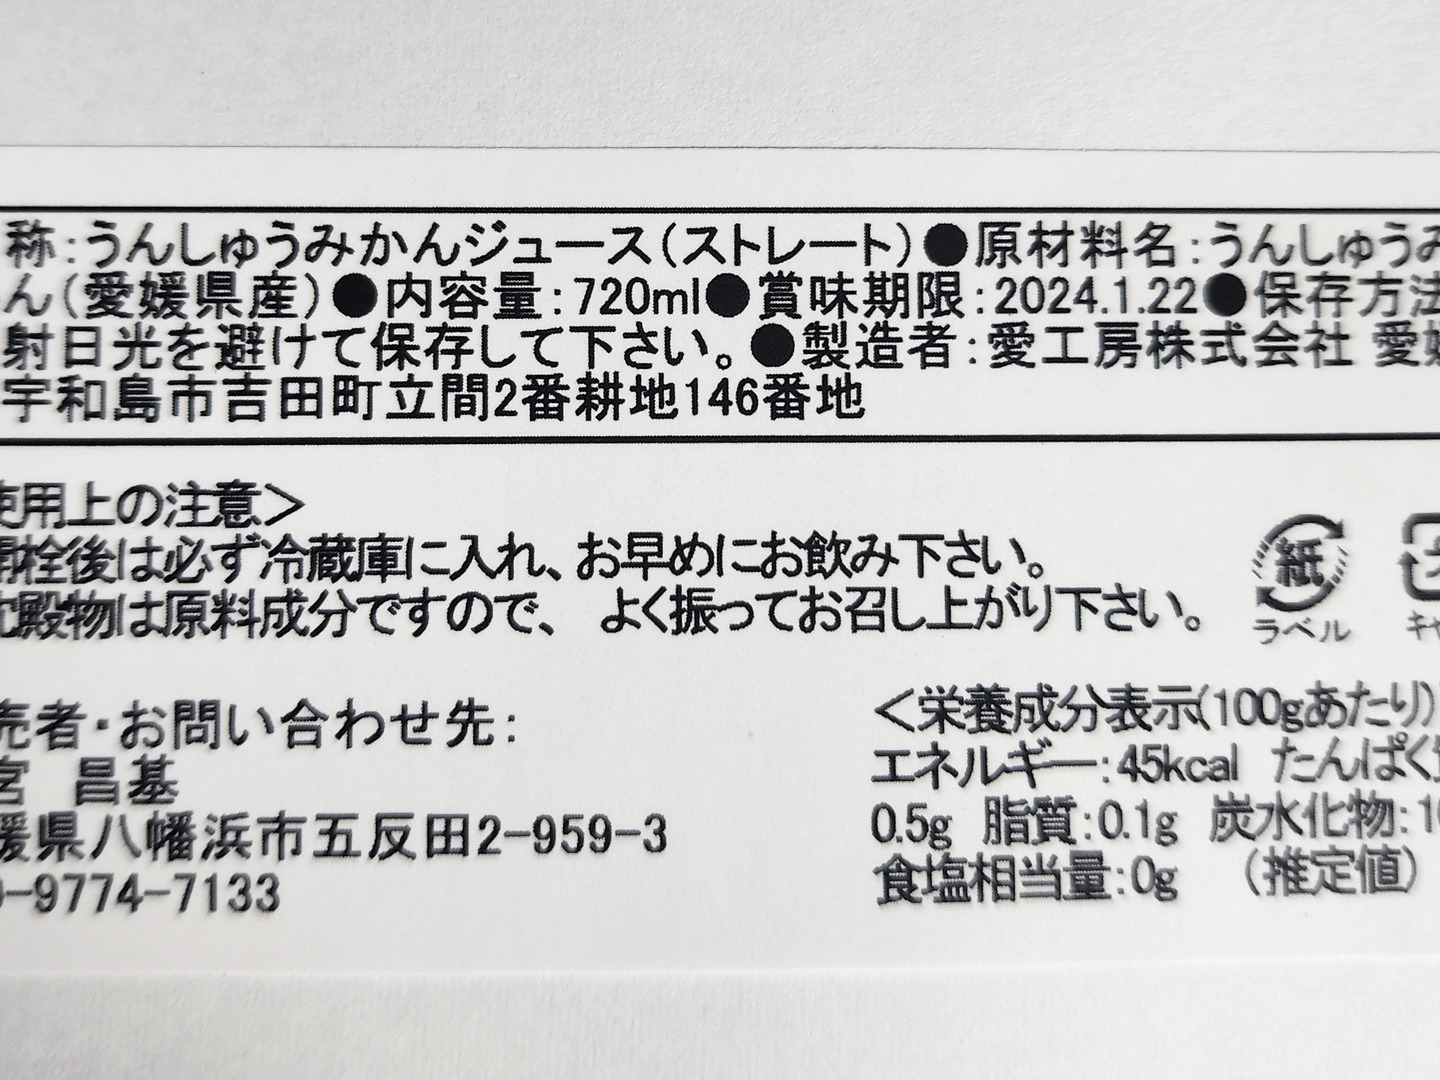 称:うんしゅうみかんジュース(ストレート)●原材料名:うんしゅうみ
ん(愛媛県産)●内容量:720ml●賞味期限:2024.1.22●保存方法
射日光を避けて保存して下さい。●製造者:愛工房株式会社 愛媛
宇和島市吉田町立間2番耕地146番地
使用上の注意>
開栓後は必ず冷蔵庫に入れ、お早めにお飲み下さい。
沈殿物は原料成分ですので、よく振ってお召し上がり下さい。
紙
ラベル
キャ
売者・お問い合わせ先:
宮 昌基
媛県八幡浜市五反田2-959-3
0-9774-7133
<栄養成分表示(100gあたり)
エネルギー:45kcal たんぱく質
0.5g 脂質:0.1g 炭水化物:1
食塩相当量:0g (推定値)